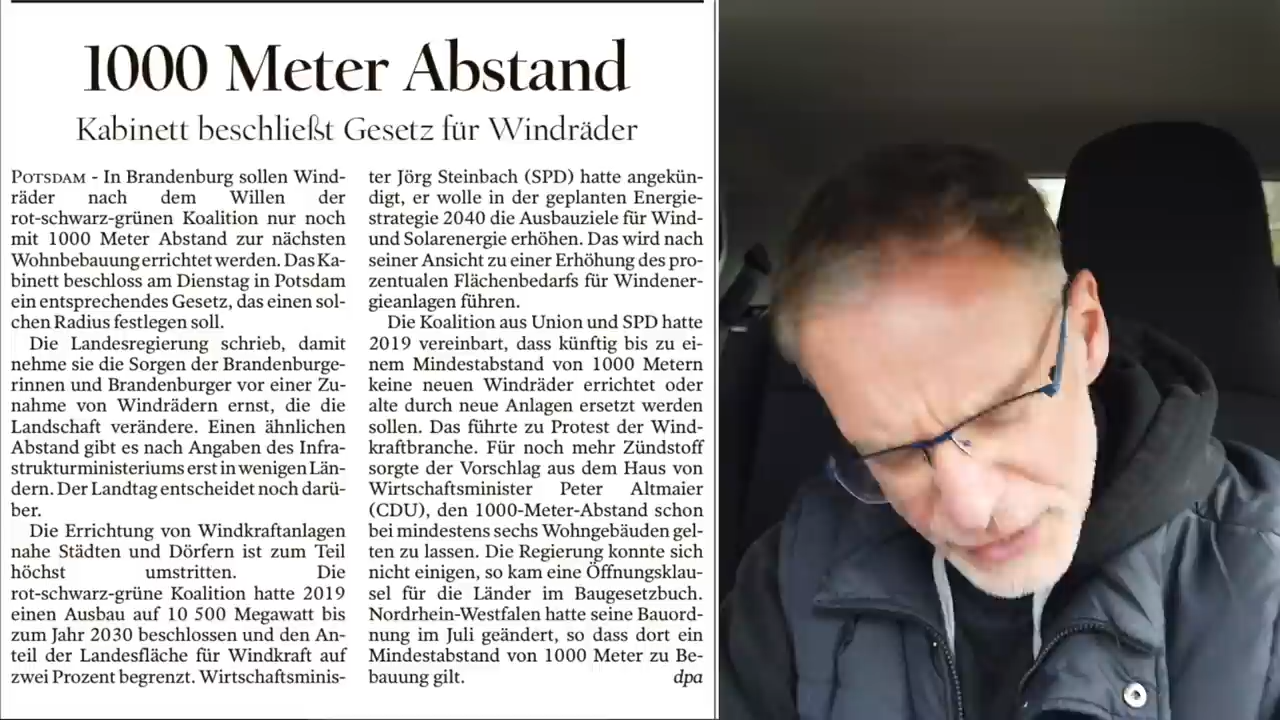 1000 Meter Abstand
Kabinett beschließt Gesetz für Windräder
POTSDAM - In Brandenburg sollen Wind-
räder nach dem Willen der
rot-schwarz-grünen Koalition nur noch
mit 1000 Meter Abstand zur nächsten
Wohnbebauung errichtet werden. Das Ka-
binett beschloss am Dienstag in Potsdam
ein entsprechendes Gesetz, das einen sol-
chen Radius festlegen soll.
Die Landesregierung schrieb, damit
nehme sie die Sorgen der Brandenburge-
rinnen und Brandenburger vor einer Zu-
nahme von Windrädern ernst, die die
Landschaft verändere. Einen ähnlichen
Abstand gibt es nach Angaben des Infra-
strukturministeriums erst in wenigen Län-
dern. Der Landtag entscheidet noch darü-
ber.
Die Errichtung von Windkraftanlagen
nahe Städten und Dörfern ist zum Teil
höchst umstritten. Die
rot-schwarz-grüne Koalition hatte 2019
einen Ausbau auf 10 500 Megawatt bis
zum Jahr 2030 beschlossen und den An-
teil der Landesfläche für Windkraft auf
zwei Prozent begrenzt. Wirtschaftsminis-
ter Jörg Steinbach (SPD) hatte angekün-
digt, er wolle in der geplanten Energie-
strategie 2040 die Ausbauziele für Wind-
und Solarenergie erhöhen. Das wird nach
seiner Ansicht zu einer Erhöhung des pro-
zentualen Flächenbedarfs für Windener-
gieanlagen führen.
Die Koalition aus Union und SPD hatte
2019 vereinbart, dass künftig bis zu ei-
nem Mindestabstand von 1000 Metern
keine neuen Windräder errichtet oder
alte durch neue Anlagen ersetzt werden
sollen. Das führte zu Protest der Wind-
kraftbranche. Für noch mehr Zündstoff
sorgte der Vorschlag aus dem Haus von
Wirtschaftsminister Peter Altmaier
(CDU), den 1000-Meter-Abstand schon
bei mindestens sechs Wohngebäuden gel-
ten zu lassen. Die Regierung konnte sich
nicht einigen, so kam eine Öffnungsklau-
sel für die Länder im Baugesetzbuch.
Nordrhein-Westfalen hatte seine Bauord-
nung im Juli geändert, so dass dort ein
Mindestabstand von 1000 Meter zu Be-
bauung gilt. dpa